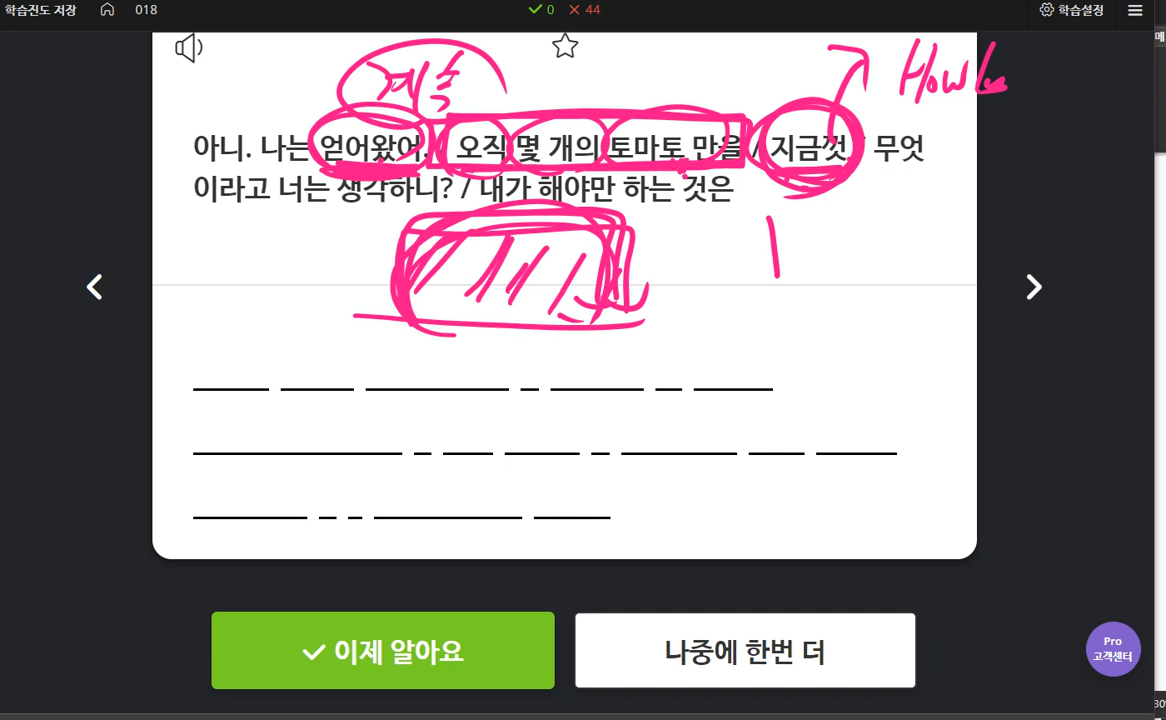 학습진도 저장 018 0 44 학습설정
메
아니. 나는 얻어왔어. 오직 몇 개의 토마토 만을 / 지금껏 / 무엇
이라고 너는 생각하니? / 내가 해야만 하는 것은
이제 알아요 나중에 한번 더
Pro
고객센터